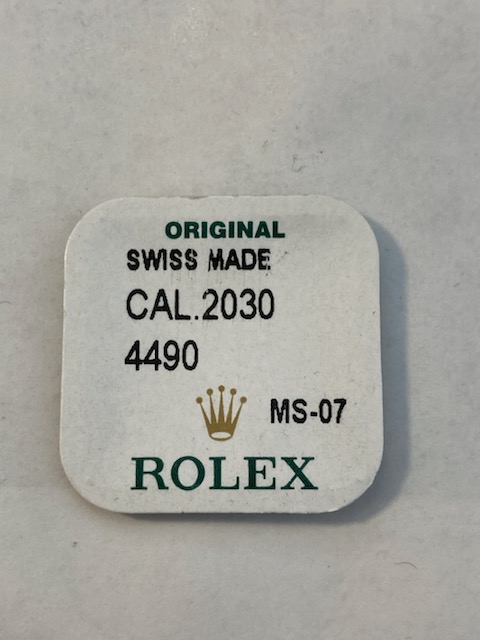 ORIGINAL
SWISS MADE
CAL.2030
4490
MS-07
ROLEX